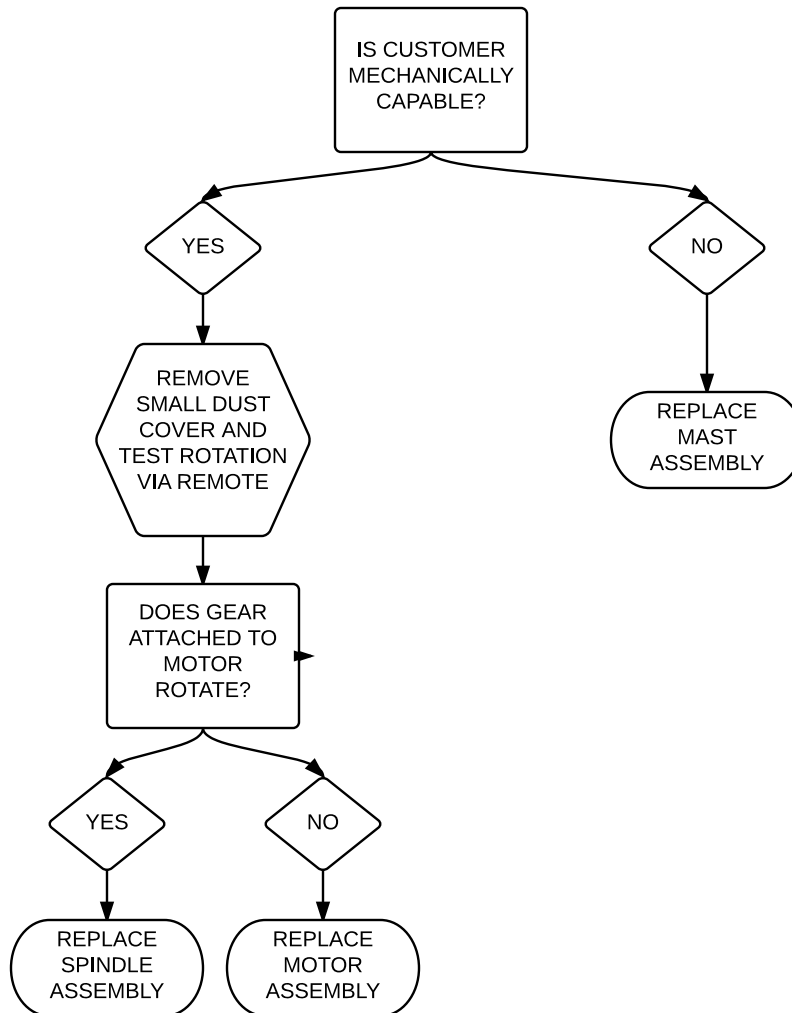 IS CUSTOMER
MECHANICALLY
CAPABLE?
YES
NO
REMOVE
SMALL DUST
COVER AND
TEST ROTATION
VIA REMOTE
REPLACE
MAST
ASSEMBLY
DOES GEAR
ATTACHED TO
MOTOR
ROTATE?
YES
NO
REPLACE
SPINDLE
ASSEMBLY
REPLACE
MOTOR
ASSEMBLY